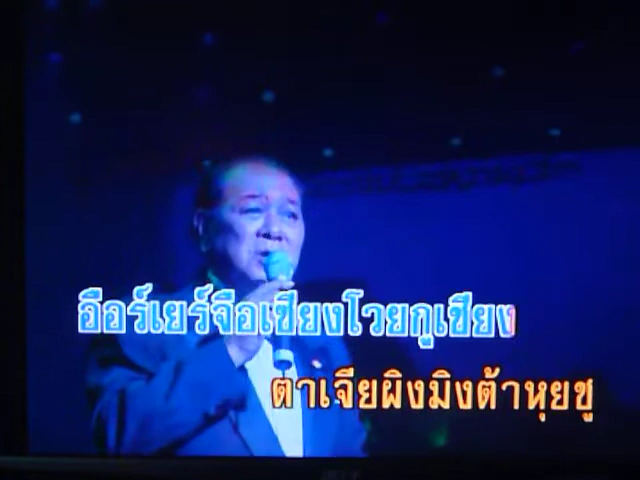 อือร์เยร์จือเซียงโวยกูเซียง
ตาเจียผิงมิงต้าหุยชู